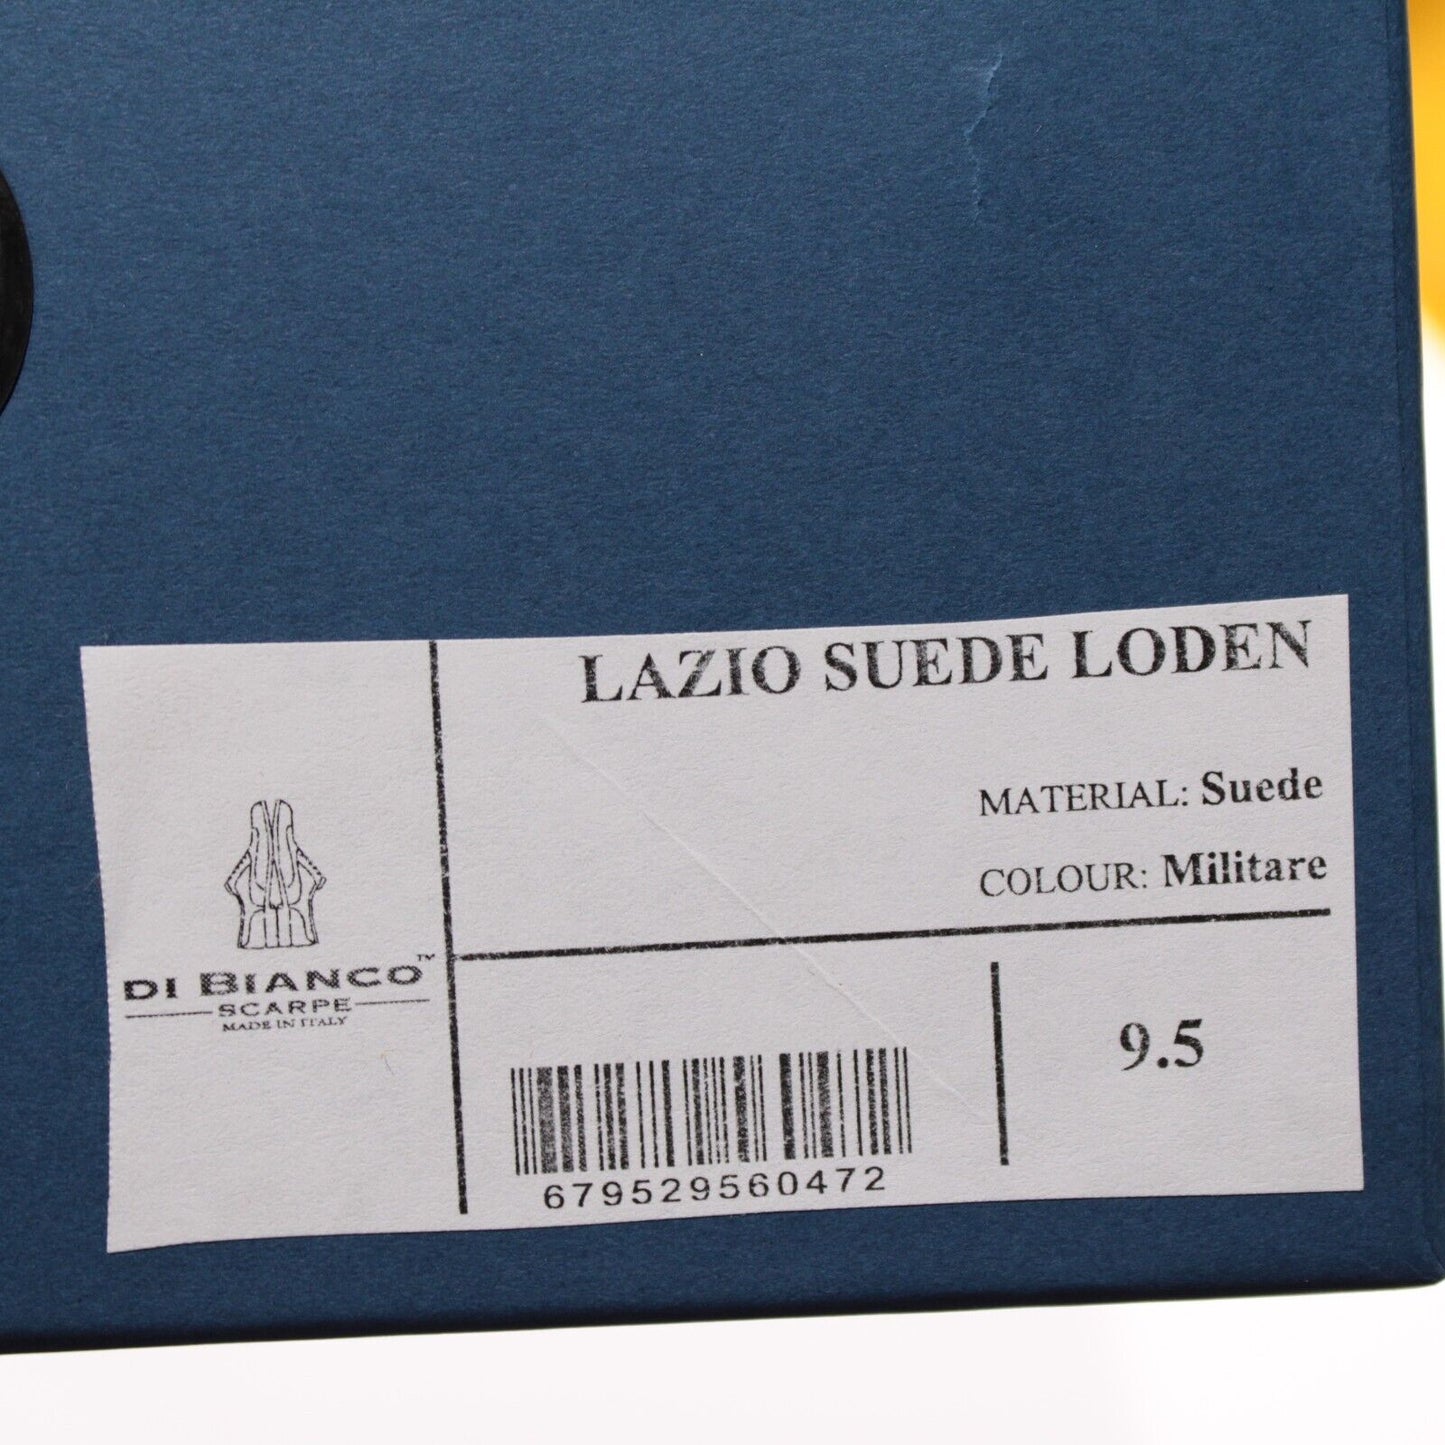 LAZIO SUEDE LODEN
MATERIAL: Suede
COLOUR: Militare
DI BIANCO™
SCARPE
MADE IN ITALY
679529560472
9.5